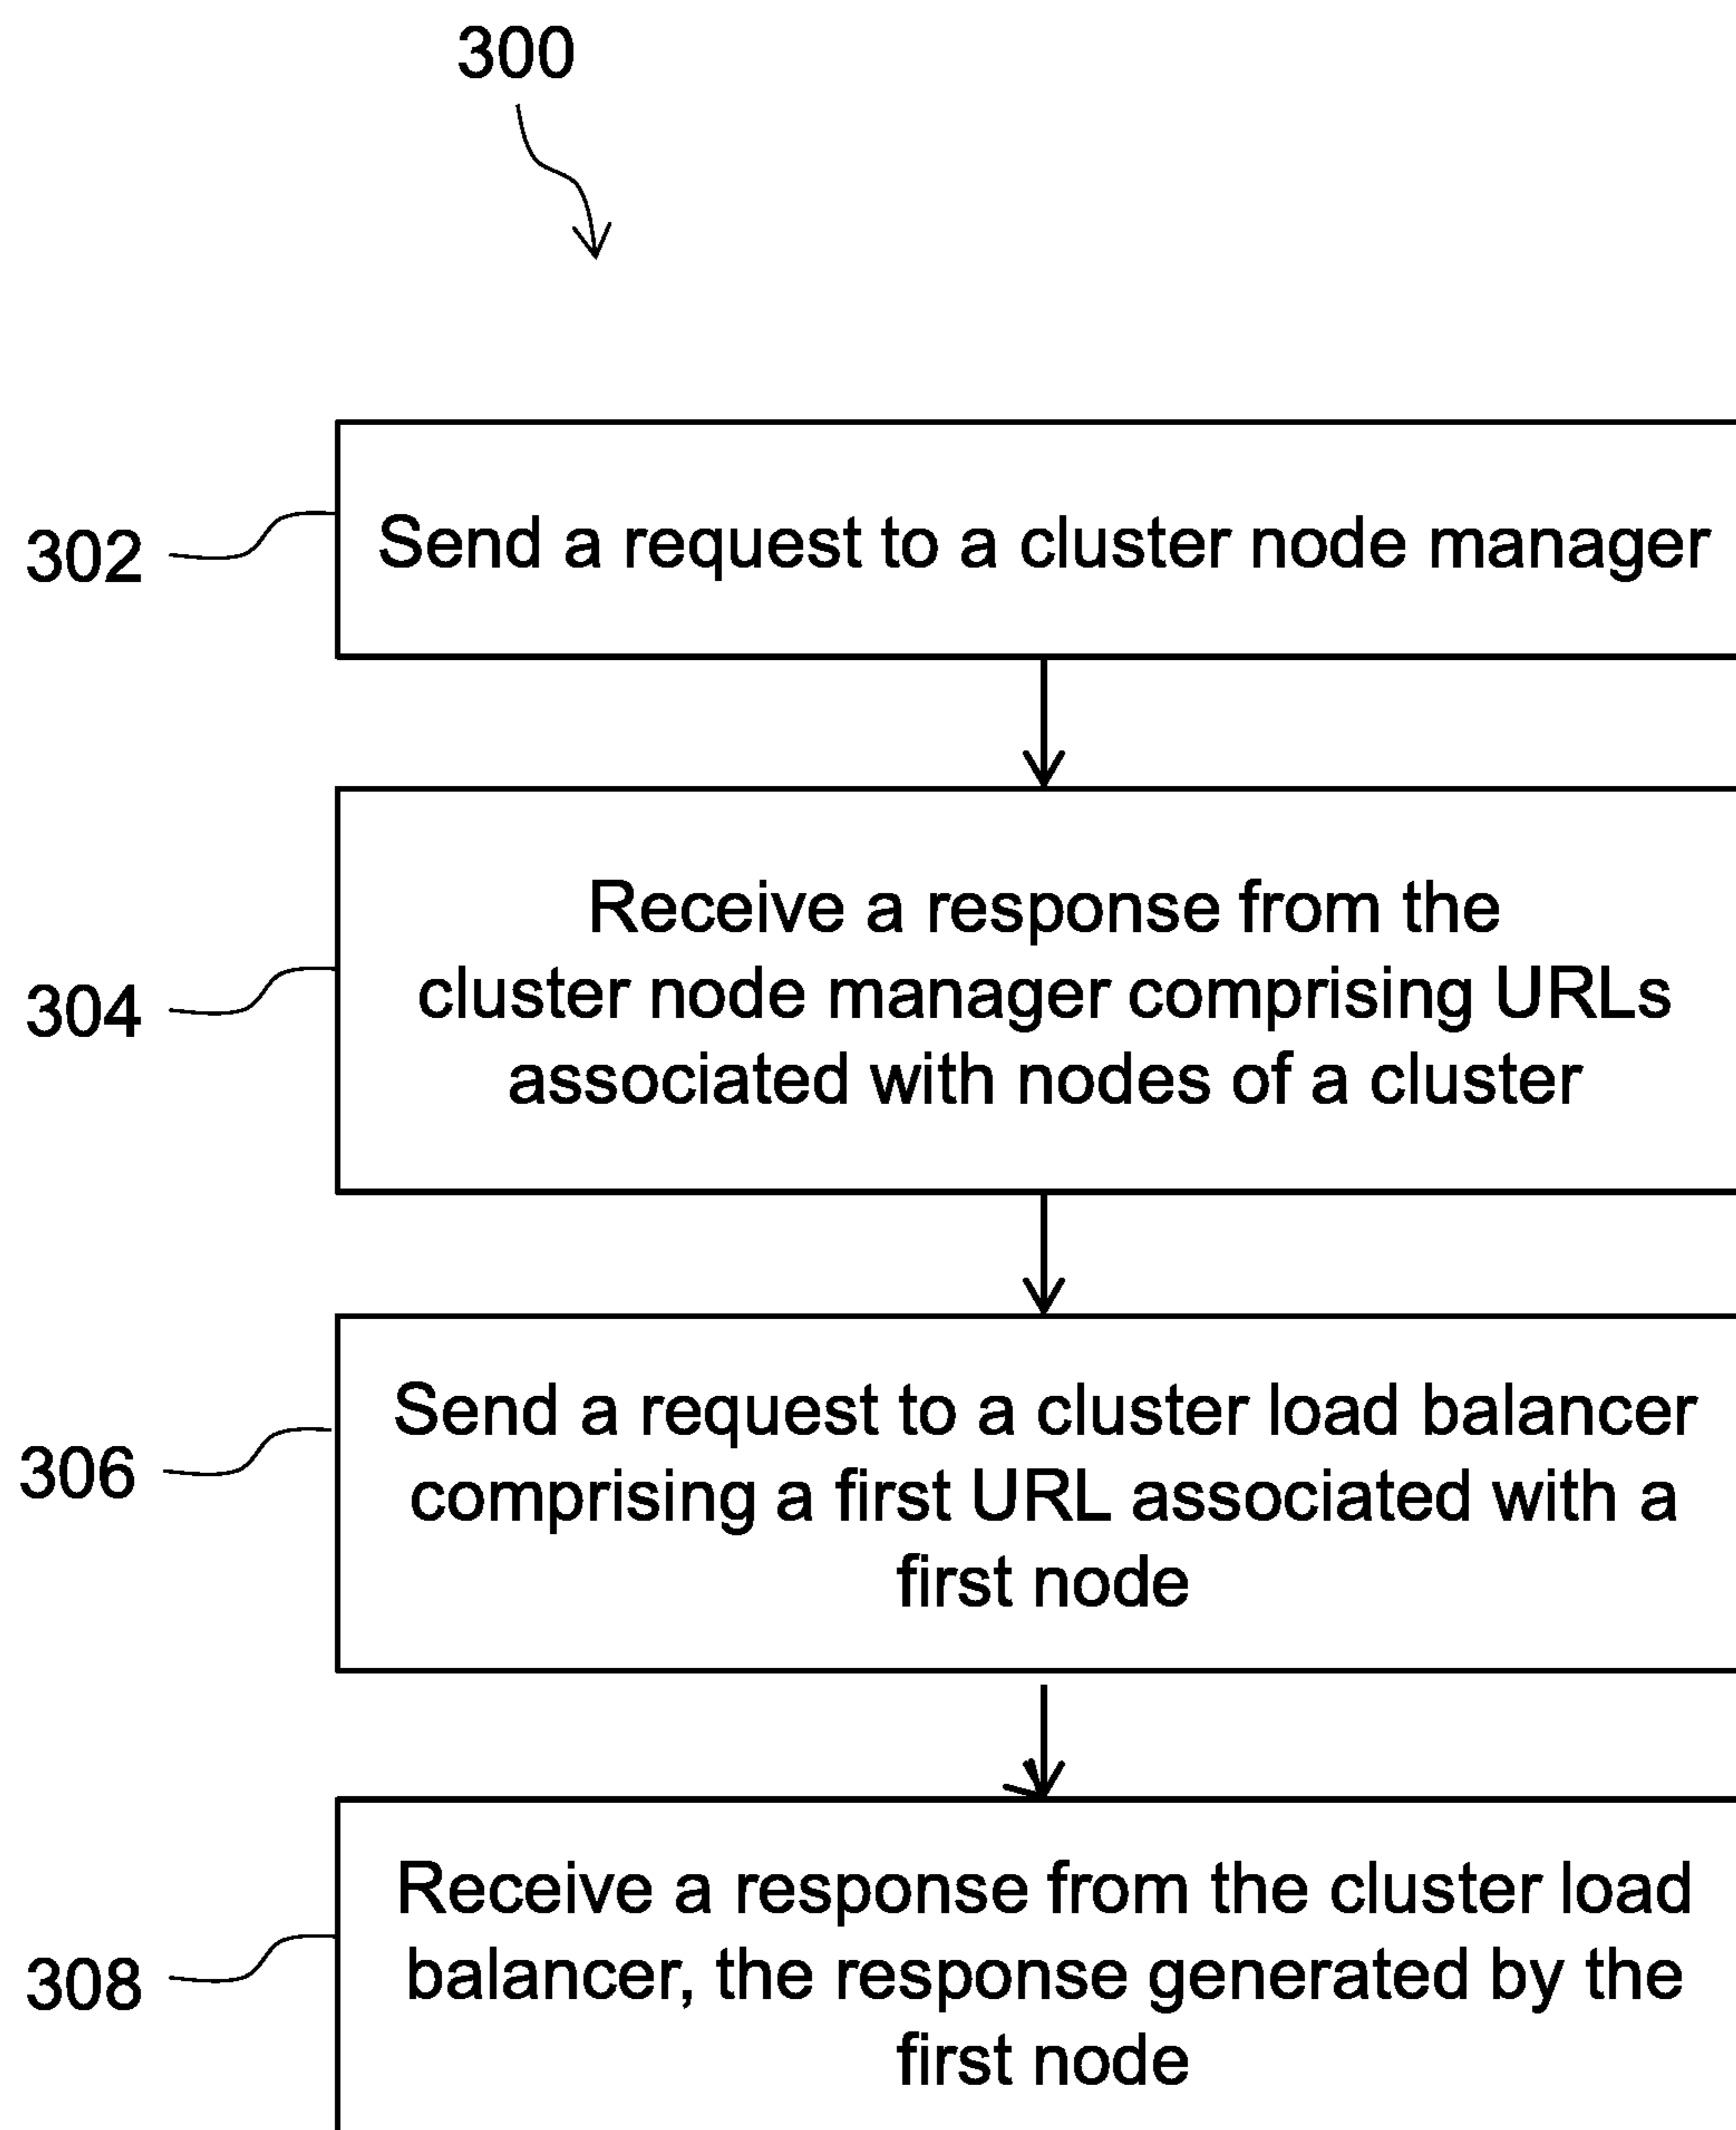 300
302
Send a request to a cluster node manager
304
Receive a response from the
cluster node manager comprising URLs
associated with nodes of a cluster
306
Send a request to a cluster load balancer
comprising a first URL associated with a
first node
308
Receive a response from the cluster load
balancer, the response generated by the
first node